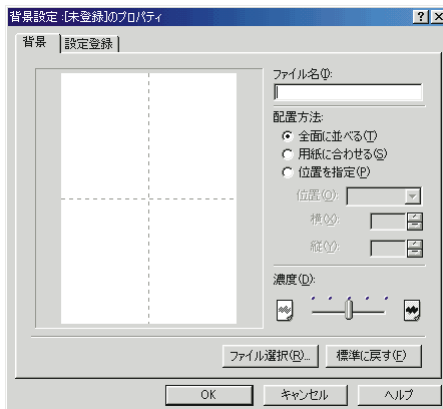 背景設定:[未登録]のプロパティ
背景
設定登録
ファイル名(I):
配置方法:
全面に並べる(T)
用紙に合わせる(S)
位置を指定(P)
位置(O):
横(X):
縦(Y):
濃度(D):
ファイル選択(R)...
標準に戻す(F)
OK
キャンセル
ヘルプ